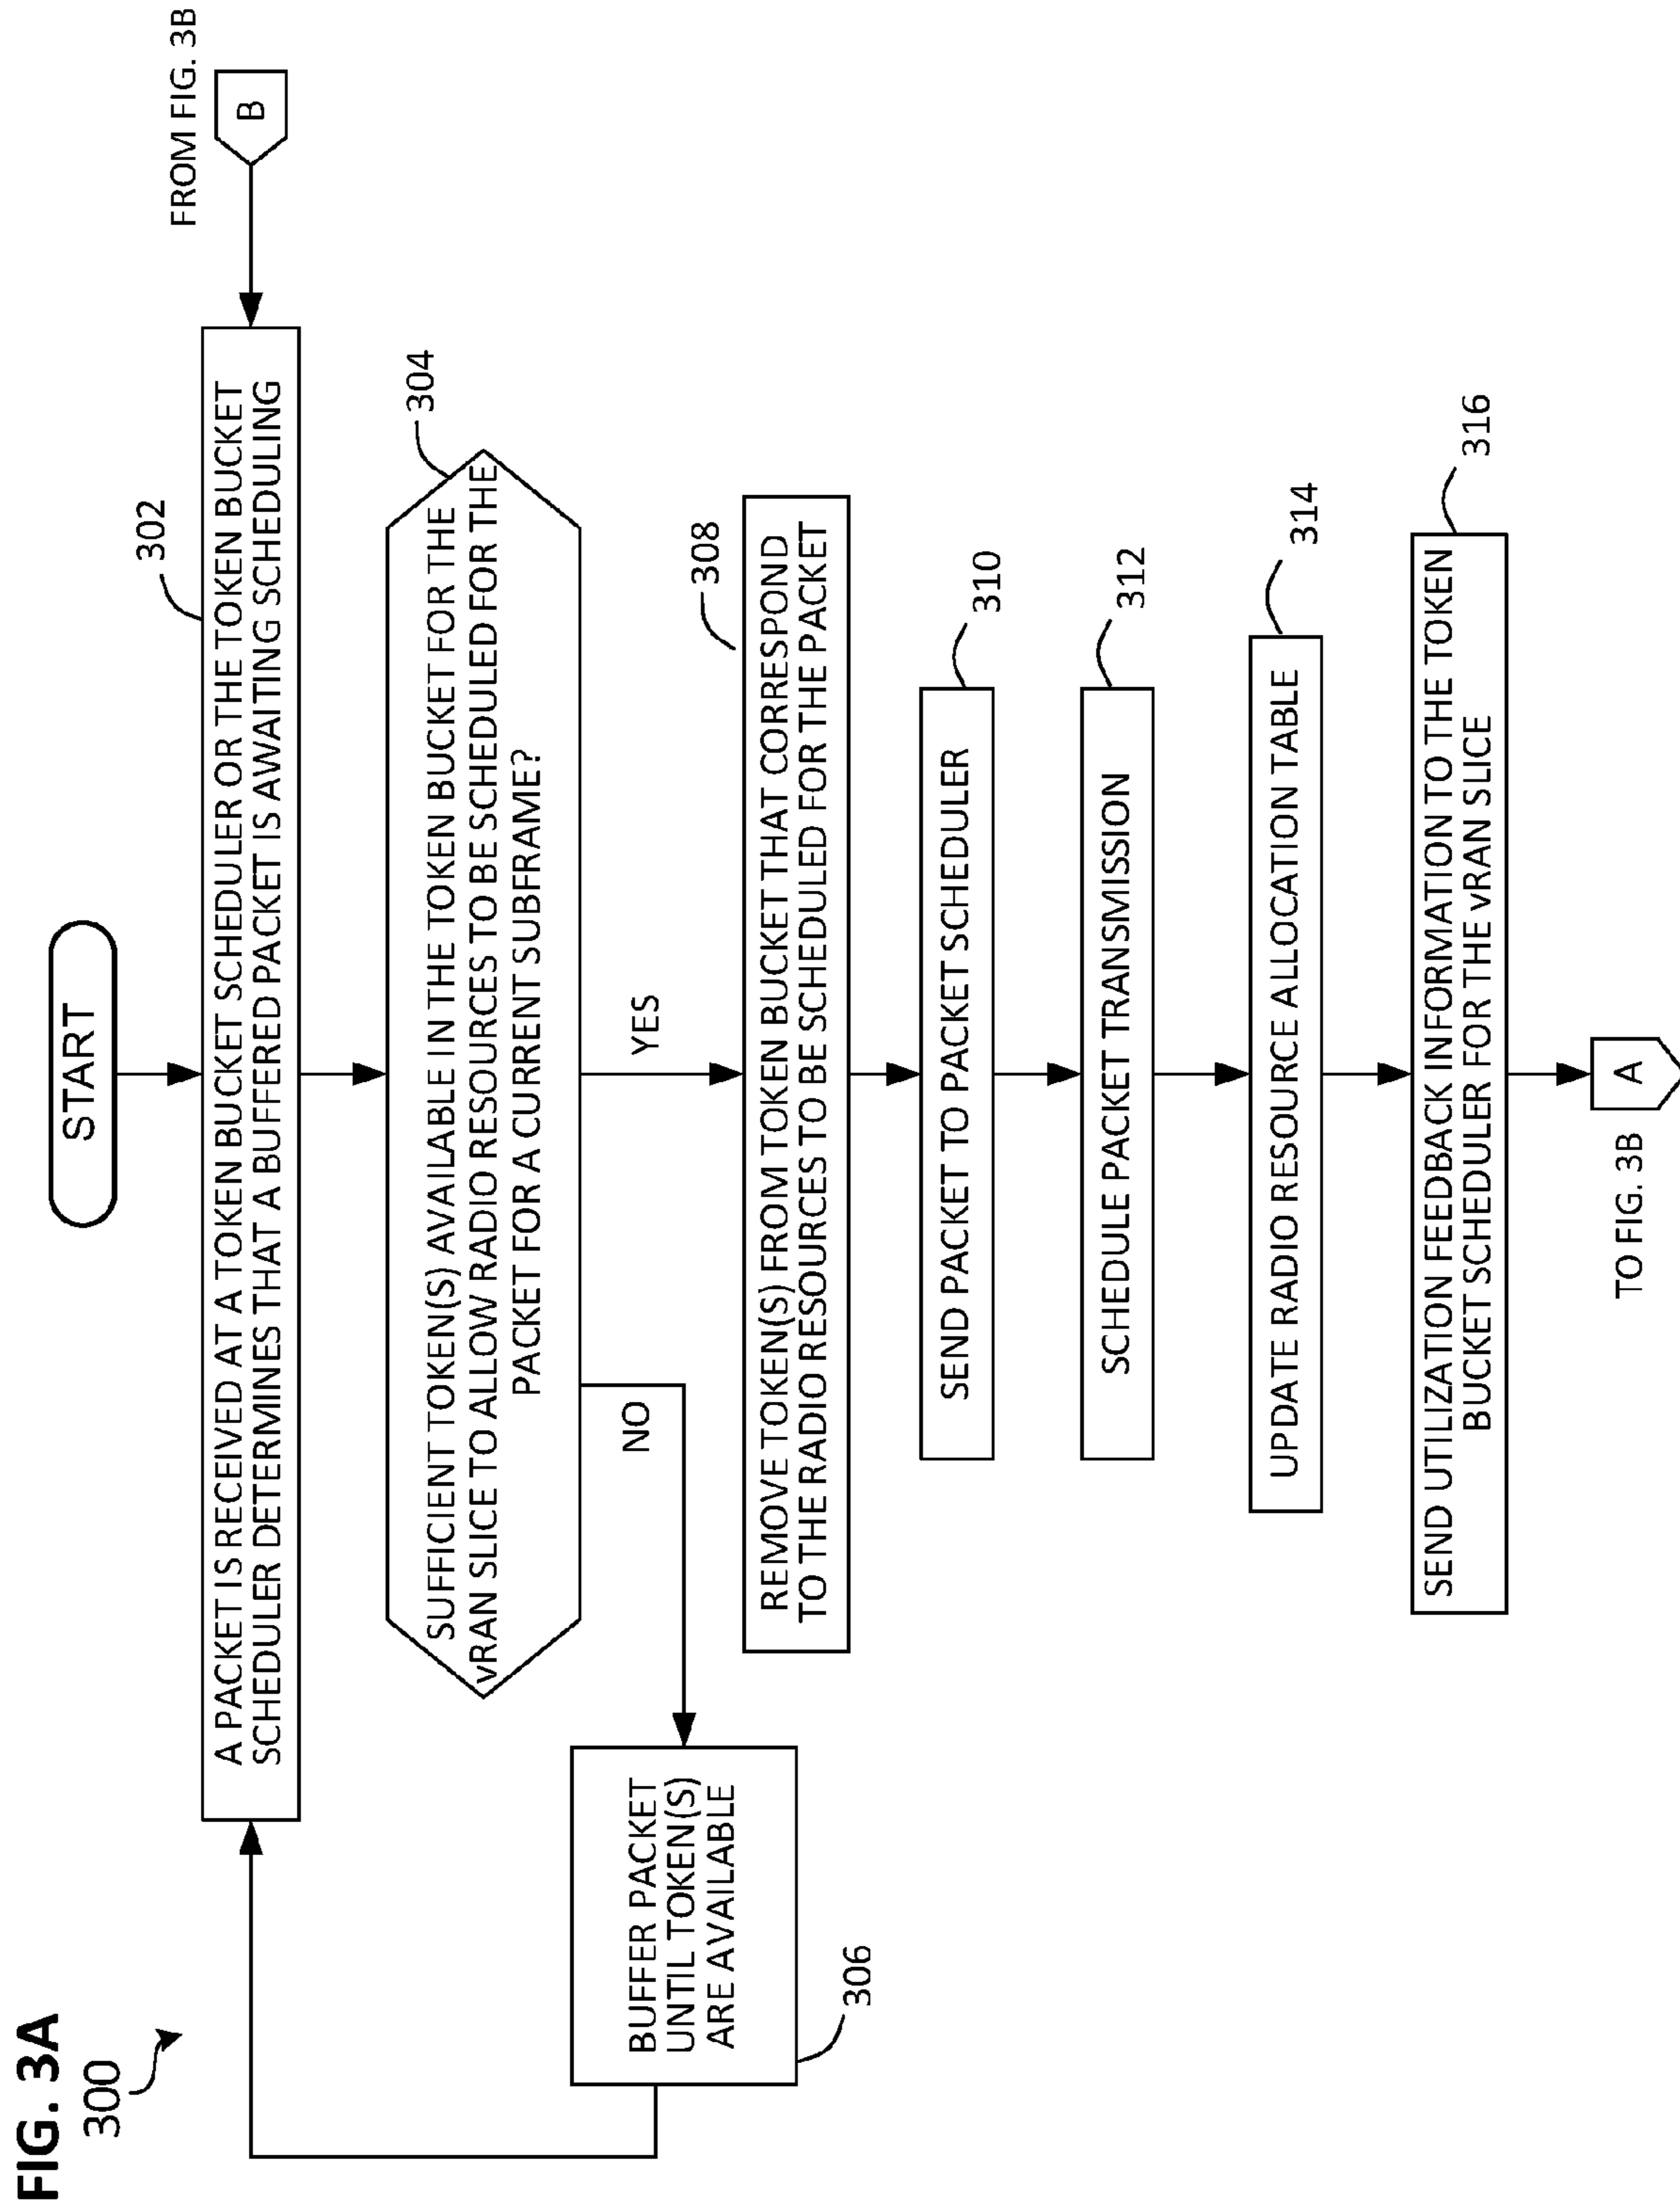 FIG. 3A
300
START
FROM FIG. 3B
B
302
A PACKET IS RECEIVED AT A TOKEN BUCKET SCHEDULER OR THE TOKEN BUCKET
SCHEDULER DETERMINES THAT A BUFFERED PACKET IS AWAITING SCHEDULING
304
SUFFICIENT TOKEN(S) AVAILABLE IN THE TOKEN BUCKET FOR THE
vRAN SLICE TO ALLOW RADIO RESOURCES TO BE SCHEDULED FOR THE
PACKET FOR A CURRENT SUBFRAME?
NO
YES
BUFFER PACKET
UNTIL TOKEN(S)
ARE AVAILABLE
306
308
REMOVE TOKEN(S) FROM TOKEN BUCKET THAT CORRESPOND
TO THE RADIO RESOURCES TO BE SCHEDULED FOR THE PACKET
310
SEND PACKET TO PACKET SCHEDULER
312
SCHEDULE PACKET TRANSMISSION
314
UPDATE RADIO RESOURCE ALLOCATION TABLE
316
SEND UTILIZATION FEEDBACK INFORMATION TO THE TOKEN
BUCKET SCHEDULER FOR THE vRAN SLICE
TO FIG. 3B
A